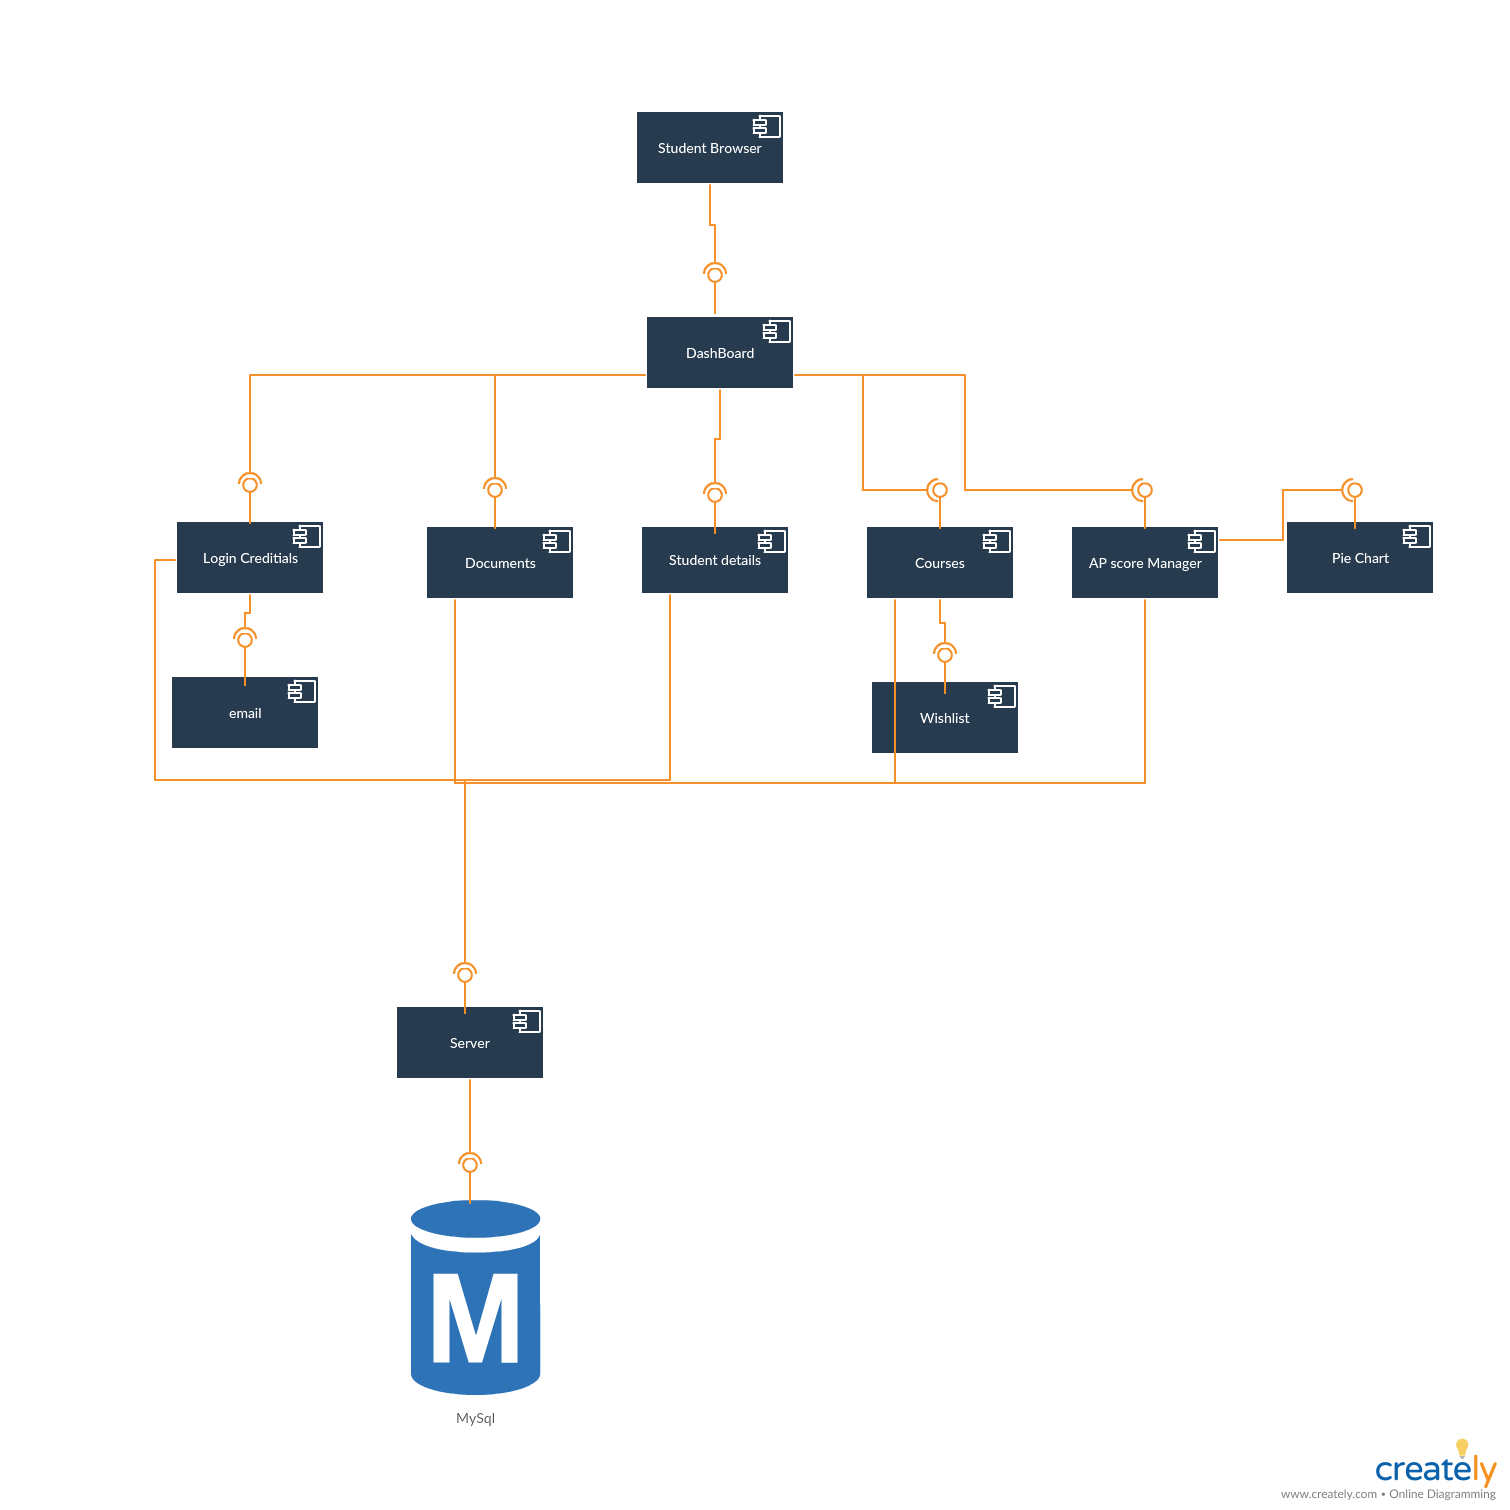 Student Browser
DashBoard
Login Creditials
Documents
Student details
Courses
AP score Manager
Pie Chart
email
Wishlist
Server
M
MySql
creately
www.creately.com • Online Diagramming